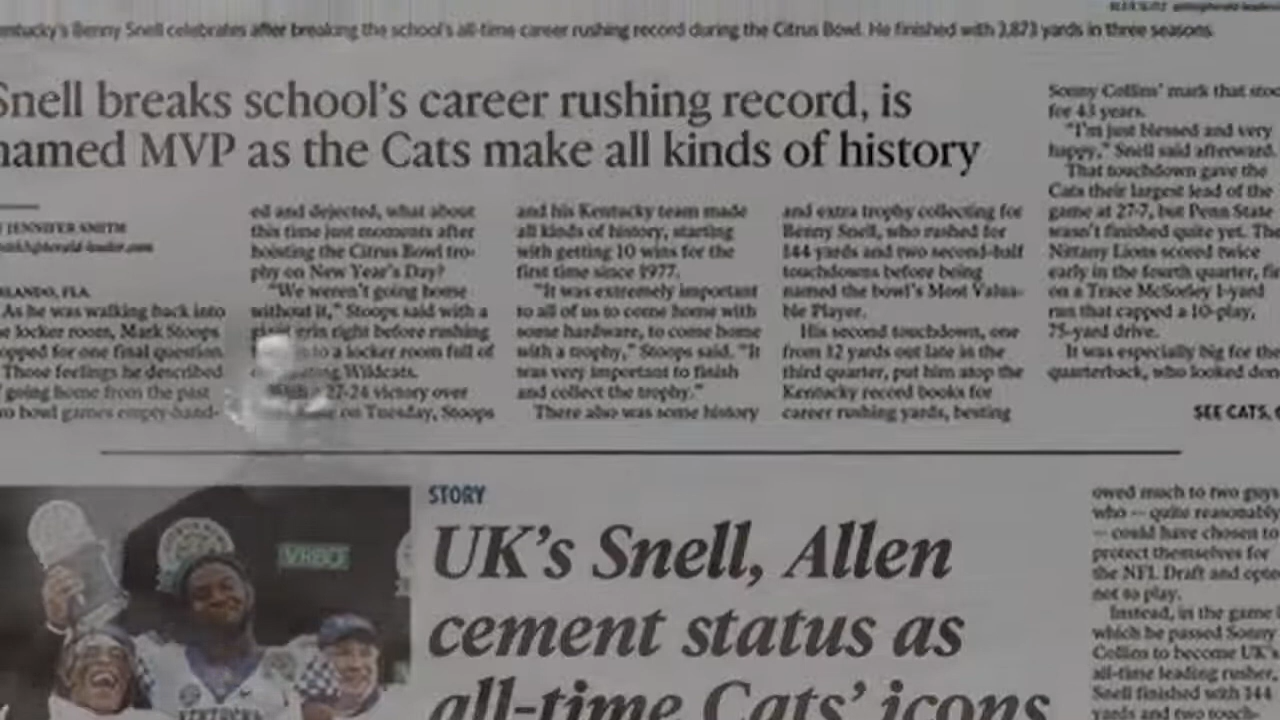 entucky's Benny Snell celebrates after breaking the school's all-time career rushing record during the Citrus Bowl. He finished with 3,873 yards in three seasons.
Snell breaks school's career rushing record, is
named MVP as the Cats make all kinds of history
JENNIFER SMITH
RLANDO, FLA.
As he was walking back into
e locker room, Mark Stoops
opped for one final question.
Those feelings he described
going home from the past
o bowl games empty-hand-
ed and dejected, what about
this time just moments after
hoisting the Citrus Bowl tro-
phy on New Year's Day?
"We weren't going home
without it," Stoops said with a
grin right before rushing
to a locker room full of
Wildcats.
27-24 victory over
on Tuesday, Stoops
and his Kentucky team made
all kinds of history, starting
with getting 10 wins for the
first time since 1977.
"It was extremely important
to all of us to come home with
some hardware, to come home
with a trophy," Stoops said. "It
was very important to finish
and collect the trophy."
There also was some history
and extra trophy collecting for
Benny Snell, who rushed for
144 yards and two second-half
touchdowns before being
named the bowl's Most Valua-
ble Player.
His second touchdown, one
from 12 yards out late in the
third quarter, put him atop the
Kentucky record books for
career rushing yards, besting
Sonny Collins' mark that stoo
for 43 years.
"I'm just blessed and very
happy," Snell said afterward.
That touchdown gave the
Cats their largest lead of the
game at 27-7, but Penn State
wasn't finished quite yet. The
Nittany Lions scored twice
early in the fourth quarter, fir
on a Trace McSorley 1-yard
run that capped a 10-play,
75-yard drive.
It was especially big for the
quarterback, who looked don
SEE CATS,
VRBO
STORY
UK's Snell, Allen
cement status as
all-time Cats' icons
owed much to two guys
who — quite reasonably
— could have chosen to
protect themselves for
the NFL Draft and opte
not to play.
Instead, in the game
which he passed Sonny
Collins to become UK's
all-time leading rusher,
Snell finished with 144
yards and two touch-
KENTUCKY